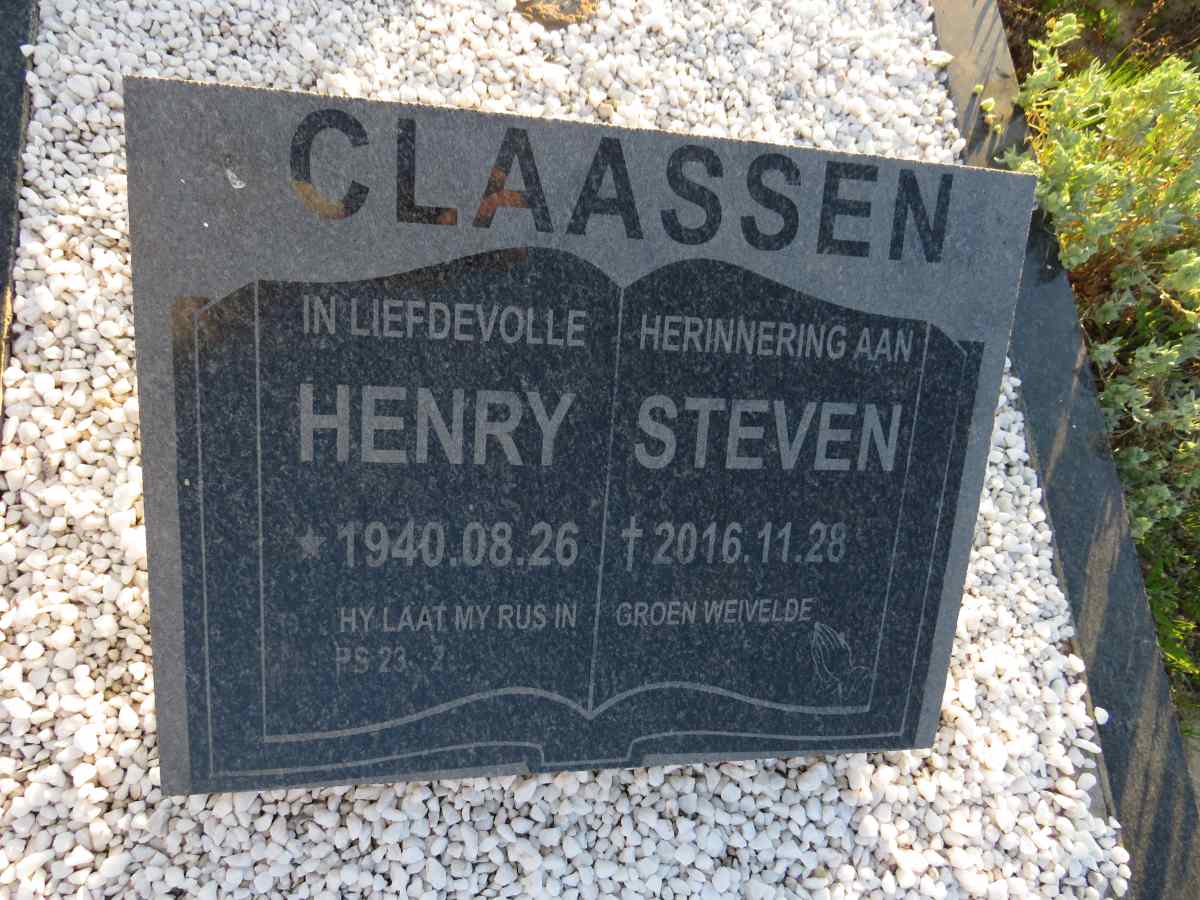 CLAASSEN
IN LIEFDEVOLLE HERINNERING AAN
HENRY STEVEN
★ 1940.08.26 † 2016.11.28
HY LAAT MY RUS IN GROEN WEIVELDE
PS 23 2